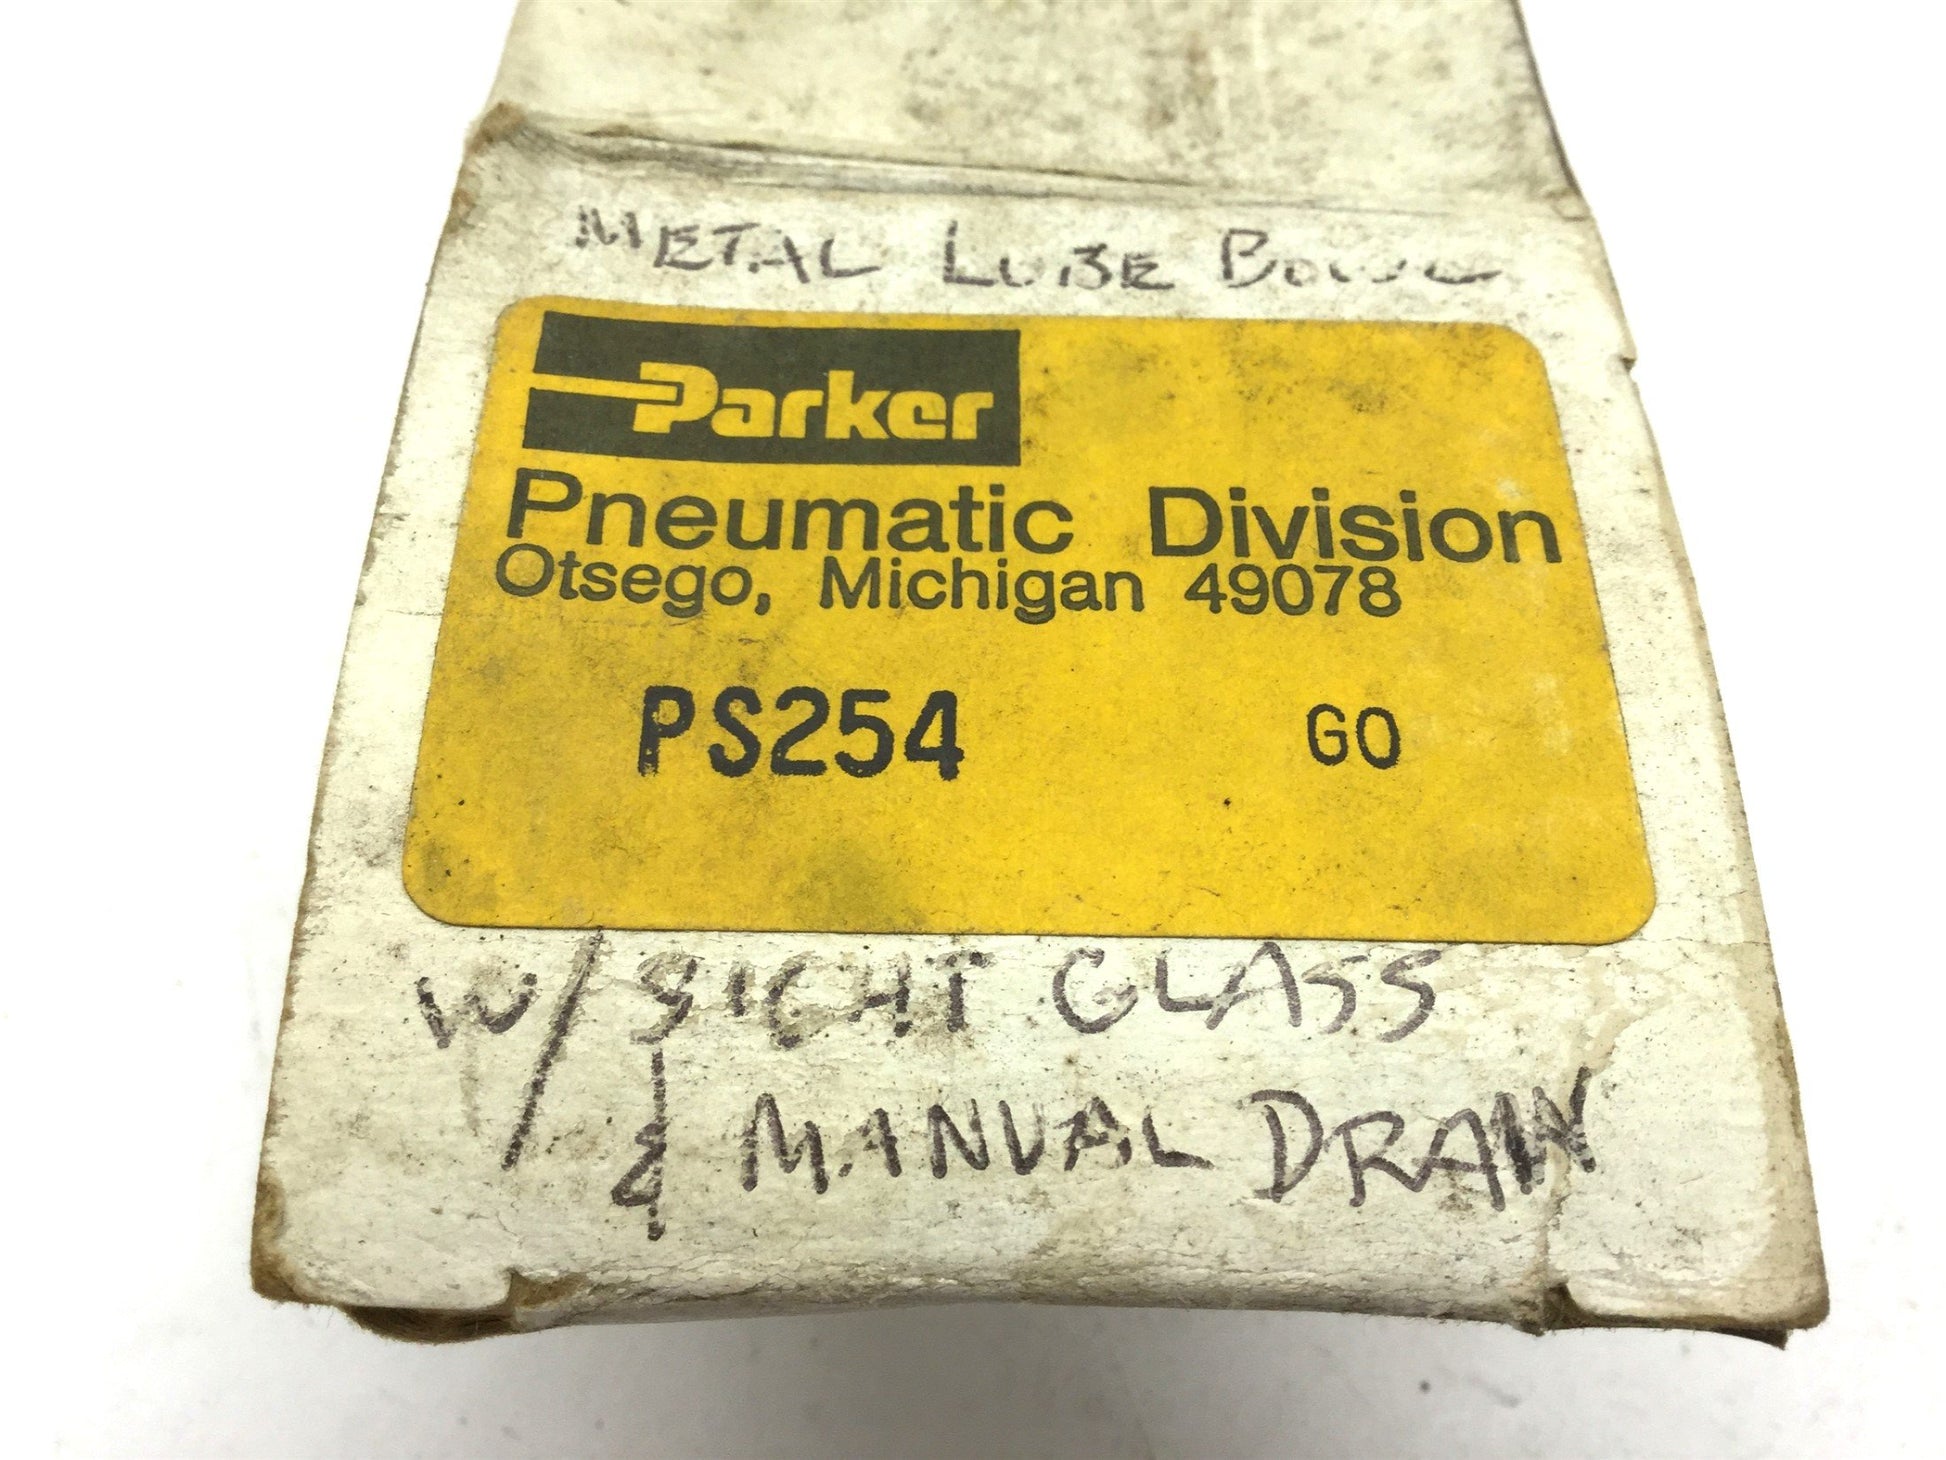 METAL LUBE BOWL
Parker
Pneumatic Division
Otsego, Michigan 49078
PS254 GO
W/ SIGHT GLASS
& MANUAL DRAIN